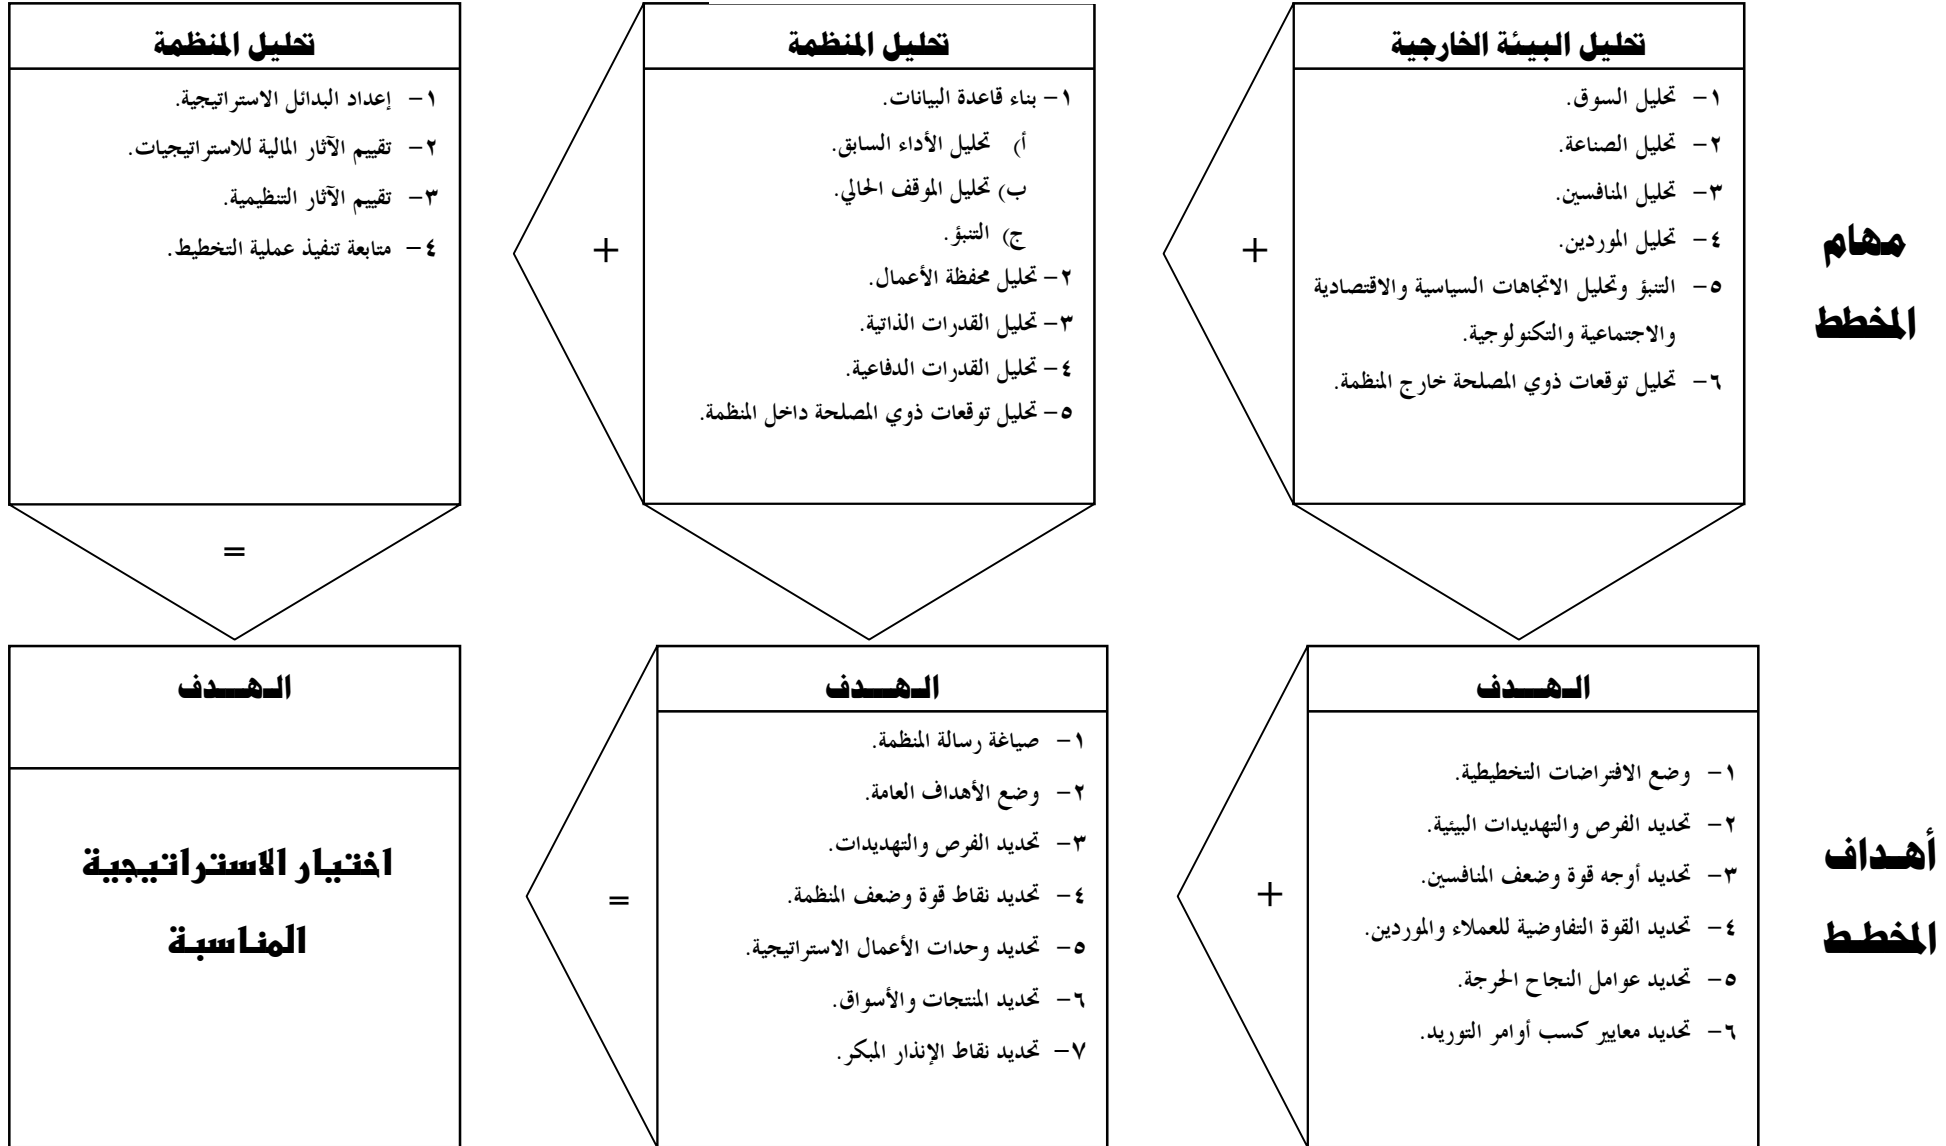 مهام
المخطط
تحليل البيئة الخارجية
١- تحليل السوق.
٢- تحليل الصناعة.
٣- تحليل المنافسين.
٤- تحليل الموردين.
٥- التنبؤ وتحليل الاتجاهات السياسية والاقتصادية
والاجتماعية والتكنولوجية.
٦- تحليل توقعات ذوي المصلحة خارج المنظمة.
+
تحليل المنظمة
١- بناء قاعدة البيانات.
أ) تحليل الأداء السابق.
ب) تحليل الموقف الحالي.
ج) التنبؤ.
٢- تحليل محفظة الأعمال.
٣- تحليل القدرات الذاتية.
٤- تحليل القدرات الدفاعية.
٥- تحليل توقعات ذوي المصلحة داخل المنظمة.
+
تحليل المنظمة
١- إعداد البدائل الاستراتيجية.
٢- تقييم الآثار المالية للاستراتيجيات.
٣- تقييم الآثار التنظيمية.
٤- متابعة تنفيذ عملية التخطيط.
=
أهـداف
المخطـط
الـهــــدف
١- وضع الافتراضات التخطيطية.
٢- تحديد الفرص والتهديدات البيئية.
٣- تحديد أوجه قوة وضعف المنافسين.
٤- تحديد القوة التفاوضية للعملاء والموردين.
٥- تحديد عوامل النجاح الحرجة.
٦- تحديد معايير كسب أوامر التوريد.
+
الـهــــدف
١- صياغة رسالة المنظمة.
٢- وضع الأهداف العامة.
٣- تحديد الفرص والتهديدات.
٤- تحديد نقاط قوة وضعف المنظمة.
٥- تحديد وحدات الأعمال الاستراتيجية.
٦- تحديد المنتجات والأسواق.
٧- تحديد نقاط الإنذار المبكر.
=
الـهــــدف
اختيار الاستراتيجية
المناسبة